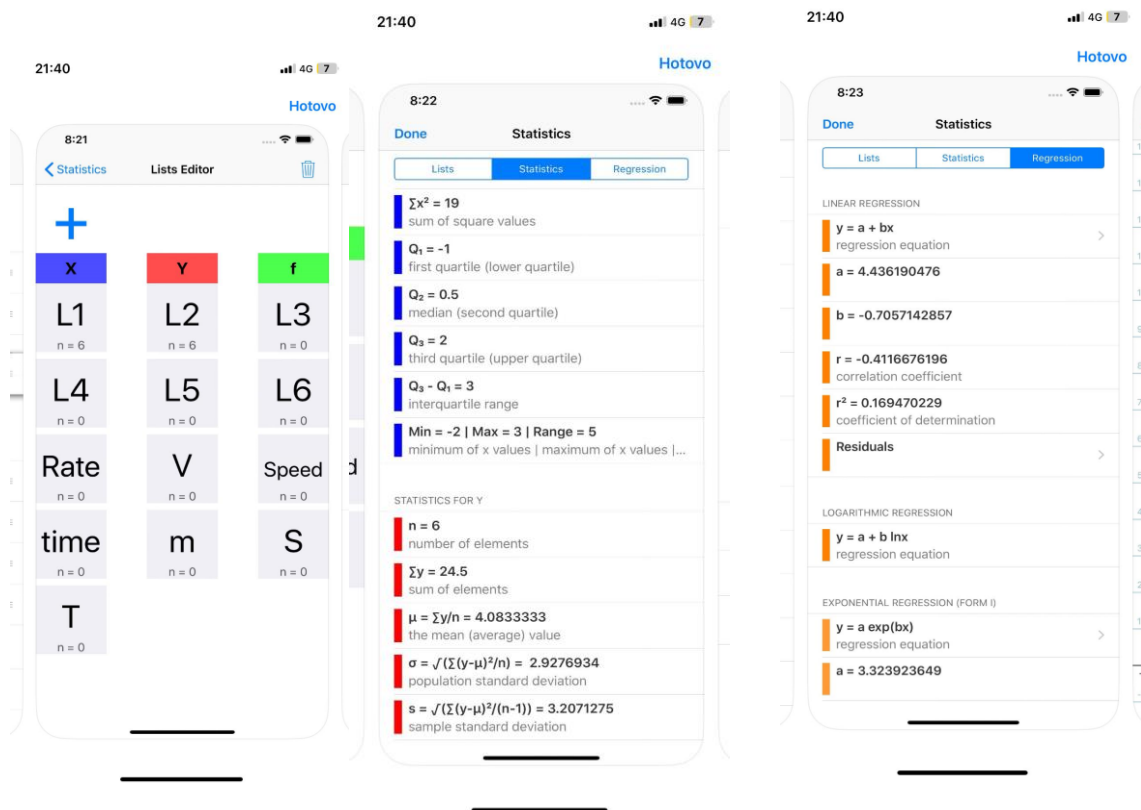 21:40
4G 7
Hotovo
8:21
Statistics
Lists Editor
+
X
Y
f
L1
n = 6
L2
n = 6
L3
n = 0
L4
n = 0
L5
n = 0
L6
n = 0
Rate
n = 0
V
n = 0
Speed
n = 0
time
n = 0
m
n = 0
S
n = 0
T
n = 0
21:40
4G 7
Hotovo
8:22
Done
Statistics
Lists
Statistics
Regression
∑x² = 19
sum of square values
Q₁ = -1
first quartile (lower quartile)
Q₂ = 0.5
median (second quartile)
Q₃ = 2
third quartile (upper quartile)
Q₃ - Q₁ = 3
interquartile range
Min = -2 | Max = 3 | Range = 5
minimum of x values | maximum of x values |...
STATISTICS FOR Y
n = 6
number of elements
∑y = 24.5
sum of elements
μ = ∑y/n = 4.0833333
the mean (average) value
σ = √(∑(y-μ)²/n) = 2.9276934
population standard deviation
s = √(∑(y-μ)²/(n-1)) = 3.2071275
sample standard deviation
21:40
4G 7
Hotovo
8:23
Done
Statistics
Lists
Statistics
Regression
LINEAR REGRESSION
y = a + bx
regression equation
a = 4.436190476
b = -0.7057142857
r = -0.4116676196
correlation coefficient
r² = 0.169470229
coefficient of determination
Residuals
LOGARITHMIC REGRESSION
y = a + b lnx
regression equation
EXPONENTIAL REGRESSION (FORM I)
y = a exp(bx)
regression equation
a = 3.323923649